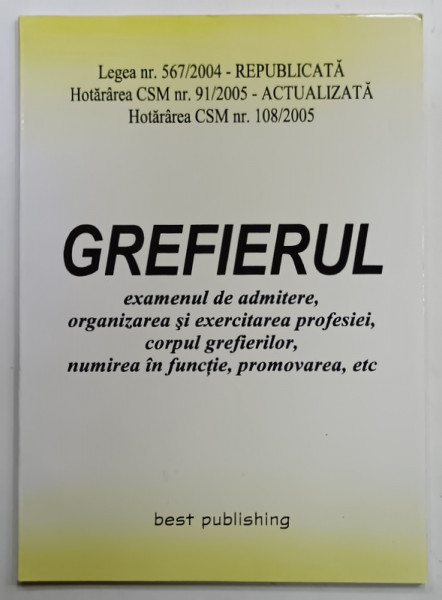 Legea nr. 567/2004 - REPUBLICATĂ
Hotărârea CSM nr. 91/2005 - ACTUALIZATĂ
Hotărârea CSM nr. 108/2005
GREFIERUL
examenul de admitere,
organizarea şi exercitarea profesiei,
corpul grefierilor,
numirea în funcţie, promovarea, etc
best publishing